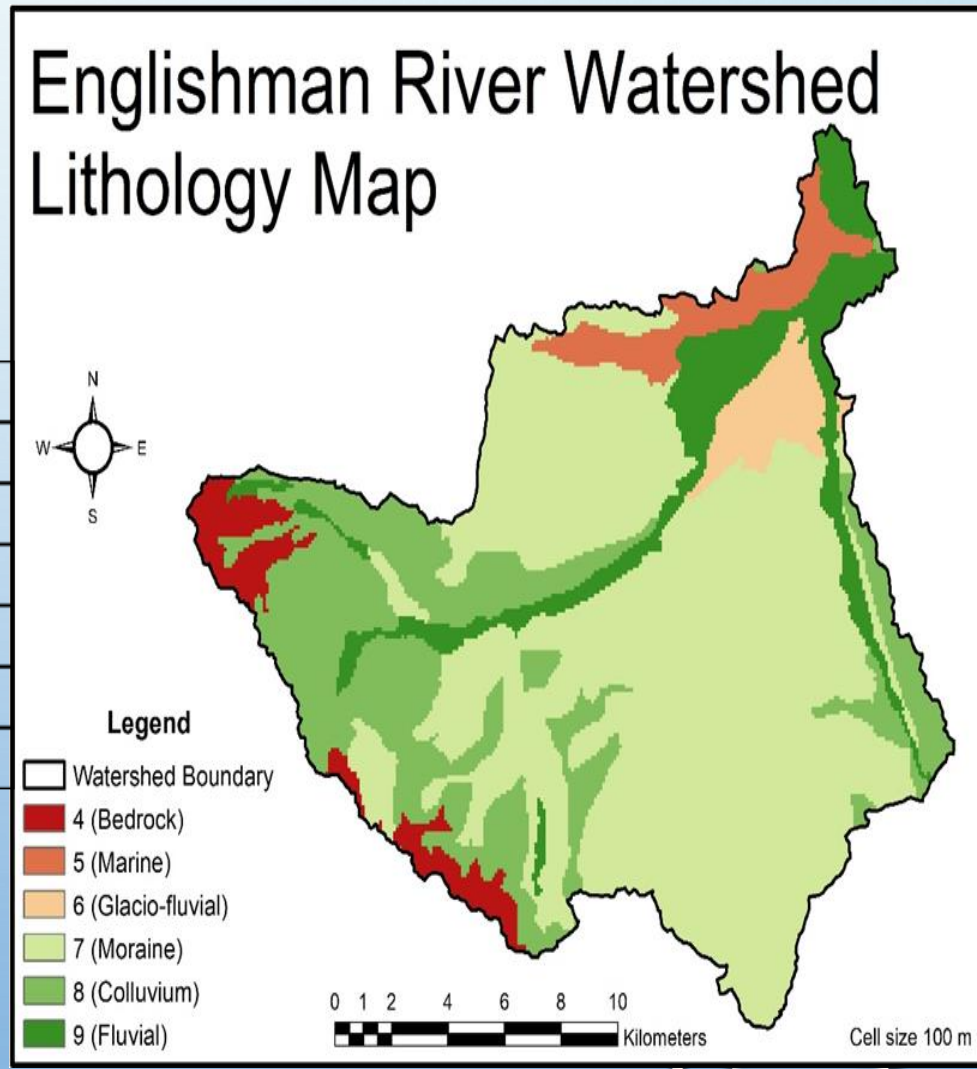 Englishman River Watershed
Lithology Map
N
W E
S
Legend
Watershed Boundary
4 (Bedrock)
5 (Marine)
6 (Glacio-fluvial)
7 (Moraine)
8 (Colluvium)
9 (Fluvial)
0 1 2 4 6 8 10
Kilometers
Cell size 100 m